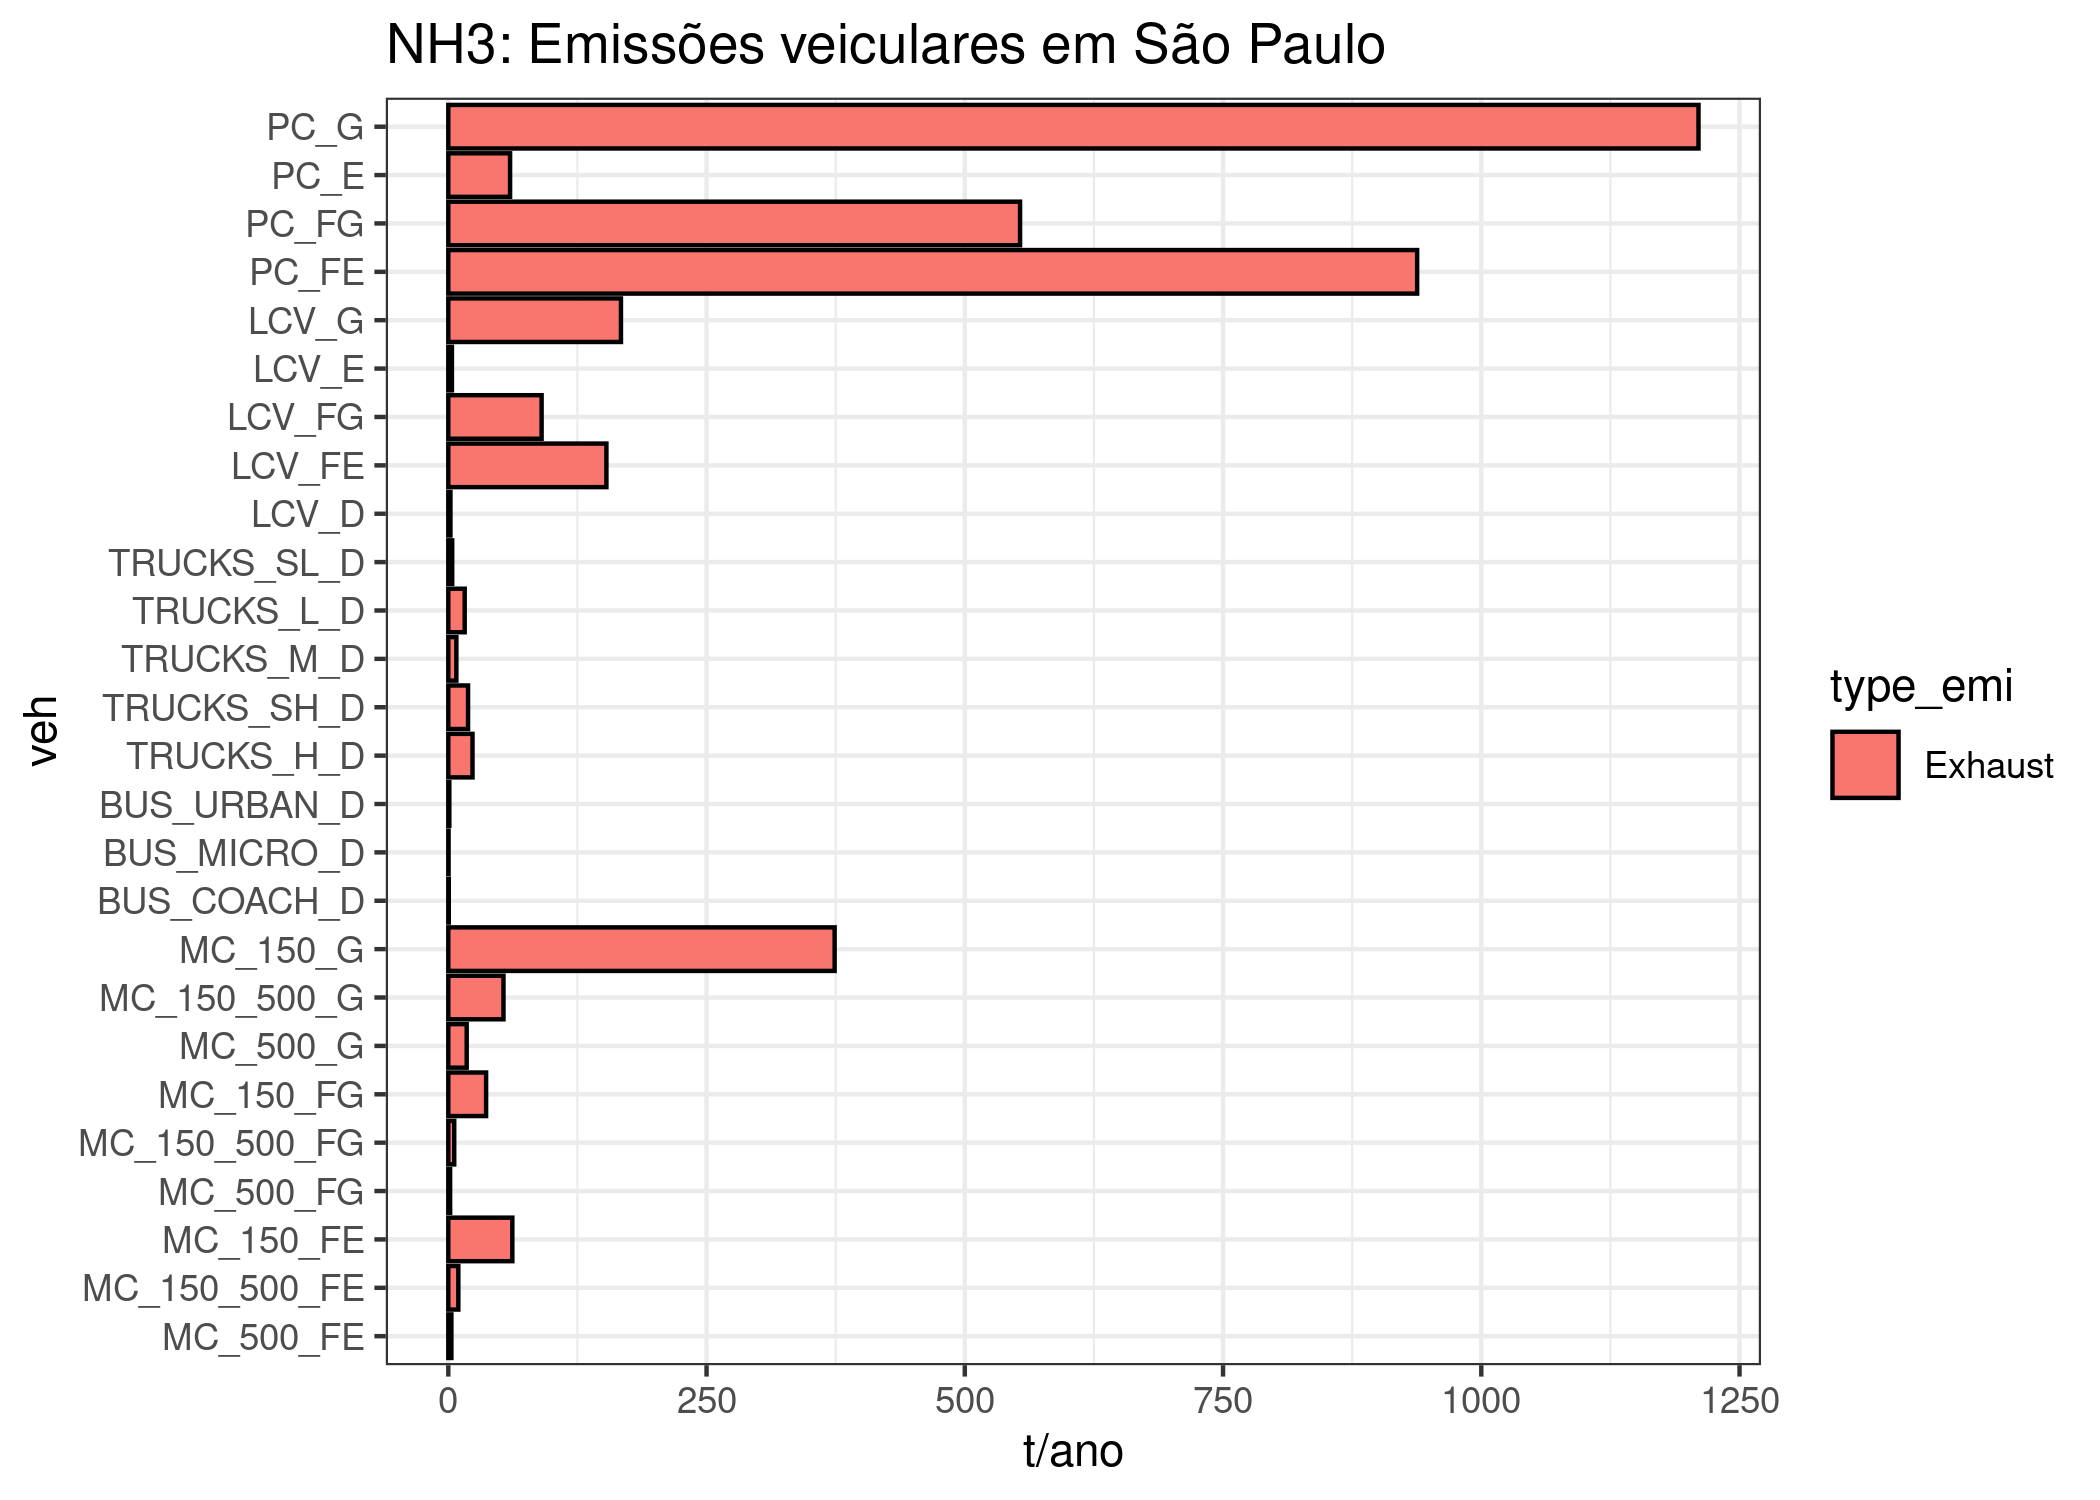 NH3: Emissões veiculares em São Paulo
PC_G
PC_E
PC_FG
PC_FE
LCV_G
LCV_E
LCV_FG
LCV_FE
LCV_D
TRUCKS_SL_D
TRUCKS_L_D
TRUCKS_M_D
TRUCKS_SH_D
TRUCKS_H_D
BUS_URBAN_D
BUS_MICRO_D
BUS_COACH_D
MC_150_G
MC_150_500_G
MC_500_G
MC_150_FG
MC_150_500_FG
MC_500_FG
MC_150_FE
MC_150_500_FE
MC_500_FE
veh
0 250 500 750 1000 1250
t/ano
type_emi
Exhaust